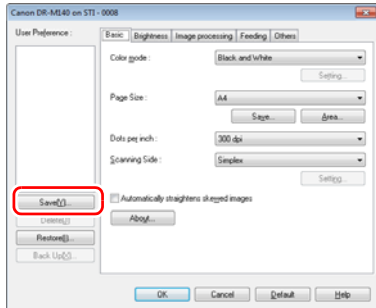 Canon DR-M140 on STI - 0008
User Preference :
Save(Y)...
Delete(J)
Restore(I)...
Back Up(X)...
Basic Brightness Image processing Feeding Others
Color mode : Black and White
Setting...
Page Size : A4
Save... Area...
Dots per inch : 300 dpi
Scanning Side : Simplex
Setting...
Automatically straightens skewed images
About...
OK Cancel Default Help